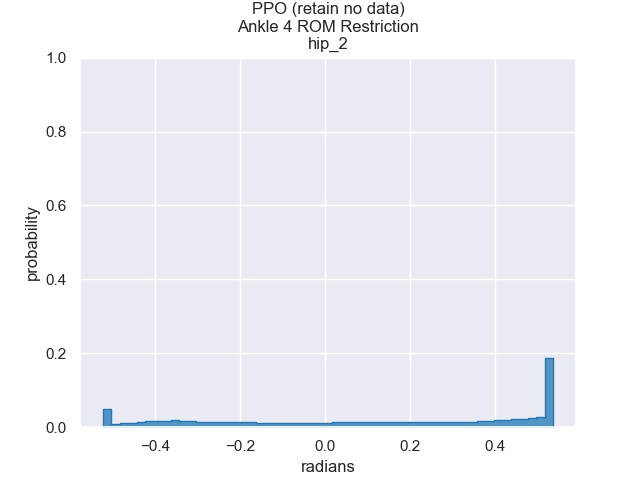 PPO (retain no data)
Ankle 4 ROM Restriction
hip_2
1.0
0.8
0.6
0.4
0.2
0.0
probability
−0.4
−0.2
0.0
0.2
0.4
radians